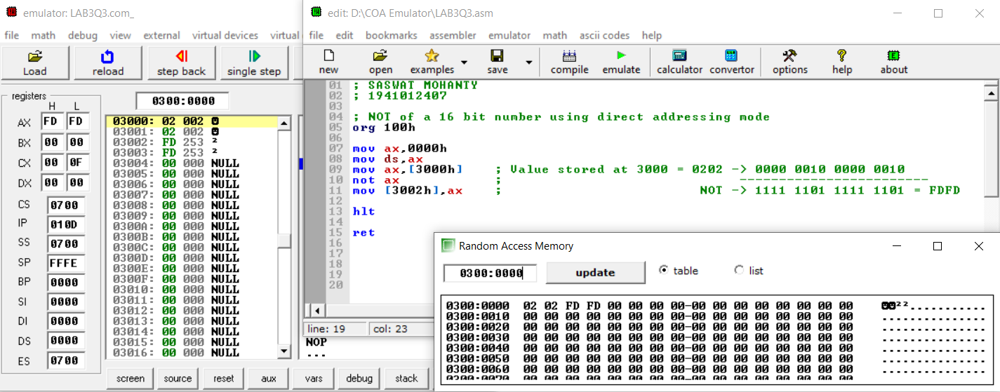 emulator: LAB3Q3.com_
file math debug view external virtual devices virtual
Load reload step back single step
registers
H L
AX FD FD
BX 00 00
CX 00 0F
DX 00 00
CS 0700
IP 010D
SS 0700
SP FFFE
BP 0000
SI 0000
DI 0000
DS 0000
ES 0700
0300:0000
03000: 02 002 ☻
03001: 02 002 ☻
03002: FD 253 ²
03003: FD 253 ²
03004: 00 000 NULL
03005: 00 000 NULL
03006: 00 000 NULL
03007: 00 000 NULL
03008: 00 000 NULL
03009: 00 000 NULL
0300A: 00 000 NULL
0300B: 00 000 NULL
0300C: 00 000 NULL
0300D: 00 000 NULL
0300E: 00 000 NULL
0300F: 00 000 NULL
03010: 00 000 NULL
03011: 00 000 NULL
03012: 00 000 NULL
03013: 00 000 NULL
03014: 00 000 NULL
03015: 00 000 NULL
03016: 00 000 NULL
NOP
...
screen source reset aux vars debug stack
edit: D:\COA Emulator\LAB3Q3.asm
file edit bookmarks assembler emulator math ascii codes help
new open examples save compile emulate calculator convertor options help about
01 ; SASWAT MOHANTY
02 ; 1941012407
03
04 ; NOT of a 16 bit number using direct addressing mode
05 org 100h
06
07 mov ax,0000h
08 mov ds,ax
09 mov ax,[3000h] ; Value stored at 3000 = 0202 -> 0000 0010 0000 0010
10 not ax ; ------------------------
11 mov [3002h],ax ; NOT -> 1111 1101 1111 1101 = FDFD
12
13 hlt
14
15 ret
16
17
18
19
20
line: 19 col: 23
Random Access Memory
0300:0000 update table list
0300:0000 02 02 FD FD 00 00 00 00-00 00 00 00 00 00 00 00 ☻☻²²............
0300:0010 00 00 00 00 00 00 00 00-00 00 00 00 00 00 00 00 ................
0300:0020 00 00 00 00 00 00 00 00-00 00 00 00 00 00 00 00 ................
0300:0030 00 00 00 00 00 00 00 00-00 00 00 00 00 00 00 00 ................
0300:0040 00 00 00 00 00 00 00 00-00 00 00 00 00 00 00 00 ................
0300:0050 00 00 00 00 00 00 00 00-00 00 00 00 00 00 00 00 ................
0300:0060 00 00 00 00 00 00 00 00-00 00 00 00 00 00 00 00 ................
0300:0070 00 00 00 00 00 00 00 00-00 00 00 00 00 00 00 00